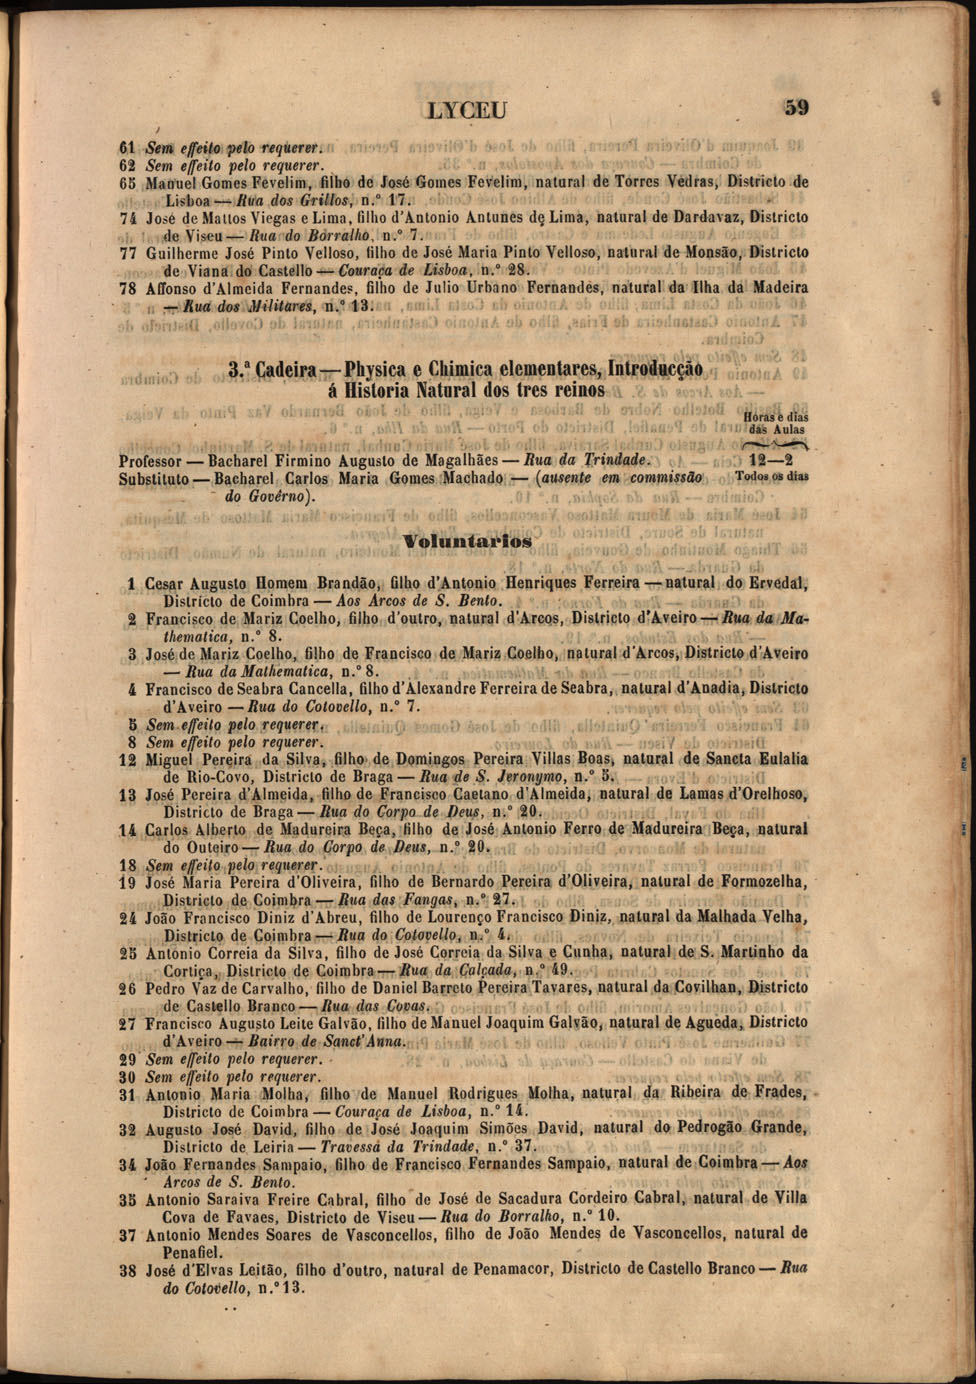 LYCEU
59
61 Sem effeito pelo requerer.
62 Sem effeito pelo requerer.
65 Manuel Gomes Fevelim, filho de José Gomes Fevelim, natural de Torres Vedras, Districto de
Lisboa — Rua dos Grillos, n.º 17.
74 José de Mattos Viegas e Lima, filho d'Antonio Antunes de Lima, natural de Dardavaz, Districto
de Viseu — Rua do Borralho, n.º 7.
77 Guilherme José Pinto Velloso, filho de José Maria Pinto Velloso, natural de Monsão, Districto
de Viana do Castello — Couraça de Lisboa, n.º 28.
78 Affonso d'Almeida Fernandes, filho de Julio Urbano Fernandes, natural da Ilha da Madeira
— Rua dos Militares, n.º 13.
3.ª Cadeira — Physica e Chimica elementares, Introducção
á Historia Natural dos tres reinos
Horas e dias
das Aulas
Professor — Bacharel Firmino Augusto de Magalhães — Rua da Trindade. 12—2
Substituto — Bacharel Carlos Maria Gomes Machado — (ausente em commissão Todos os dias
do Govêrno).
Voluntarios
1 Cesar Augusto Homem Brandão, filho d'Antonio Henriques Ferreira — natural do Ervedal,
Districto de Coimbra — Aos Arcos de S. Bento.
2 Francisco de Mariz Coelho, filho d'outro, natural d'Arcos, Districto d'Aveiro — Rua da Ma-
thematica, n.º 8.
3 José de Mariz Coelho, filho de Francisco de Mariz Coelho, natural d'Arcos, Districto d'Aveiro
— Rua da Mathematica, n.º 8.
4 Francisco de Seabra Cancella, filho d'Alexandre Ferreira de Seabra, natural d'Anadia, Districto
d'Aveiro — Rua do Cotovello, n.º 7.
5 Sem effeito pelo requerer.
8 Sem effeito pelo requerer.
12 Miguel Pereira da Silva, filho de Domingos Pereira Villas Boas, natural de Sancta Eulalia
de Rio-Covo, Districto de Braga — Rua de S. Jeronymo, n.º 5.
13 José Pereira d'Almeida, filho de Francisco Caetano d'Almeida, natural de Lamas d'Orelhoso,
Districto de Braga — Rua do Corpo de Deus, n.º 20.
14 Carlos Alberto de Madureira Beça, filho de José Antonio Ferro de Madureira Beça, natural
do Outeiro — Rua do Corpo de Deus, n.º 20.
18 Sem effeito pelo requerer.
19 José Maria Pereira d'Oliveira, filho de Bernardo Pereira d'Oliveira, natural de Formozelha,
Districto de Coimbra — Rua das Fangas, n.º 27.
24 João Francisco Diniz d'Abreu, filho de Lourenço Francisco Diniz, natural da Malhada Velha,
Districto de Coimbra — Rua do Cotovello, n.º 4.
25 Antonio Correia da Silva, filho de José Correia da Silva e Cunha, natural de S. Martinho da
Cortiça, Districto de Coimbra — Rua da Calçada, n.º 49.
26 Pedro Vaz de Carvalho, filho de Daniel Barreto Pereira Tavares, natural da Covilhan, Districto
de Castello Branco — Rua das Covas.
27 Francisco Augusto Leite Galvão, filho de Manuel Joaquim Galvão, natural de Agueda, Districto
d'Aveiro — Bairro de Sanct'Anna.
29 Sem effeito pelo requerer.
30 Sem effeito pelo requerer.
31 Antonio Maria Molha, filho de Manuel Rodrigues Molha, natural da Ribeira de Frades,
Districto de Coimbra — Couraça de Lisboa, n.º 14.
32 Augusto José David, filho de José Joaquim Simões David, natural do Pedrogão Grande,
Districto de Leiria — Travessa da Trindade, n.º 37.
34 João Fernandes Sampaio, filho de Francisco Fernandes Sampaio, natural de Coimbra — Aos
Arcos de S. Bento.
35 Antonio Saraiva Freire Cabral, filho de José de Sacadura Cordeiro Cabral, natural de Villa
Cova de Favaes, Districto de Viseu — Rua do Borralho, n.º 10.
37 Antonio Mendes Soares de Vasconcellos, filho de João Mendes de Vasconcellos, natural de
Penafiel.
38 José d'Elvas Leitão, filho d'outro, natural de Penamacor, Districto de Castello Branco — Rua
do Cotovello, n.º 13.